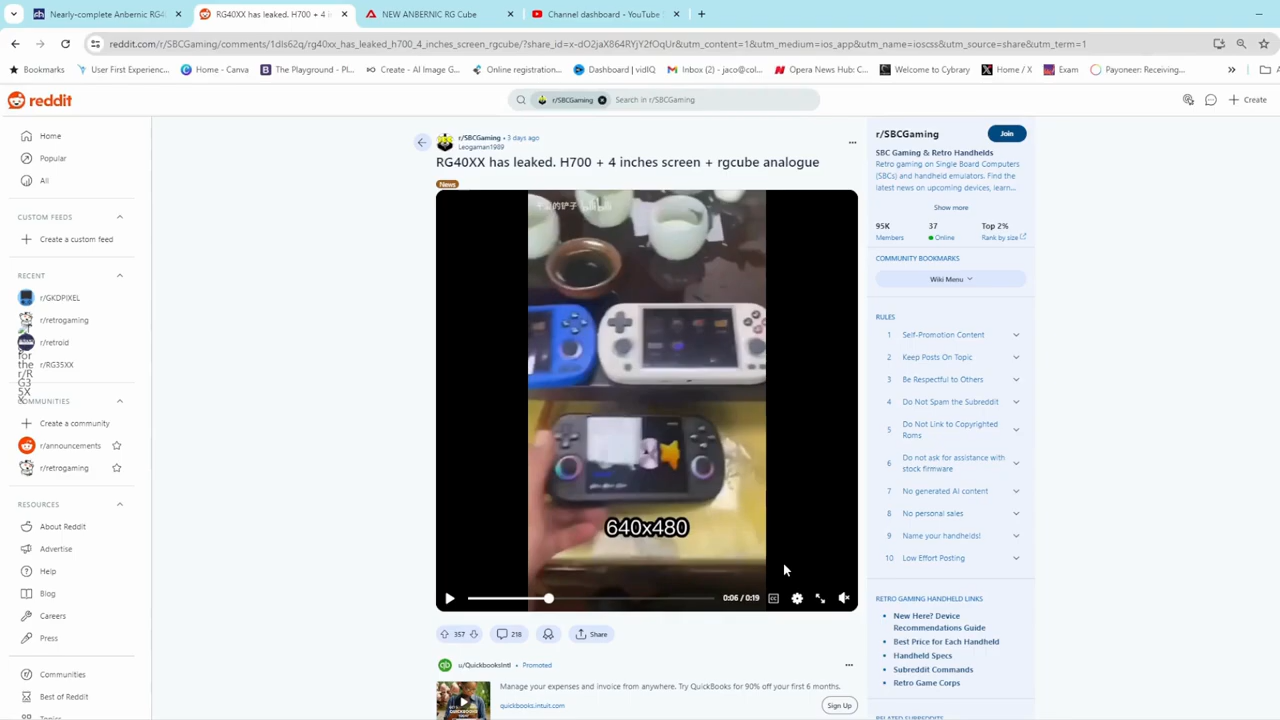 Nearly-complete Anbernic RG4
RG40XX has leaked. H700 + 4 i
NEW ANBERNIC RG Cube
Channel dashboard - YouTube S
reddit.com/r/SBCGaming/comments/1dls62q/rg40xx_has_leaked_h700_4_inches_screen_rgcube/?share_id=x-dO2jaX864RYjY2fOqUr&utm_content=1&utm_medium=ios_app&utm_name=ioscss&utm_source=share&utm_term=1
Bookmarks
User First Experience...
Home - Canva
The Playground - Pl...
Create - AI Image G...
Online registration...
Dashboard | vidIQ
Inbox (2) - jaco@col...
Opera News Hub: C...
Welcome to Cybrary
Home / X
Exam
Payoneer: Receiving...
reddit
r/SBCGaming
Search in r/SBCGaming
Create
Home
Popular
All
CUSTOM FEEDS
Create a custom feed
RECENT
r/GKDPIXEL
r/retrogaming
r/retroid
r/RG35XX
COMMUNITIES
Create a community
r/announcements
r/retrogaming
RESOURCES
About Reddit
Advertise
Help
Blog
Careers
Press
Communities
Best of Reddit
Topics
r/SBCGaming • 3 days ago
Leogaman1989
RG40XX has leaked. H700 + 4 inches screen + rgcube analogue
News
640x480
0:06 / 0:19
357
218
Share
u/QuickbooksIntl • Promoted
Manage your expenses and invoice from anywhere. Try QuickBooks for 90% off your first 6 months.
quickbooks.intuit.com
Sign Up
r/SBCGaming
Join
SBC Gaming & Retro Handhelds
Retro gaming on Single Board Computers
(SBCs) and handheld emulators. Find the
latest news on upcoming devices, learn...
Show more
95K
37
Top 2%
Members
Online
Rank by size
COMMUNITY BOOKMARKS
Wiki Menu
RULES
1 Self-Promotion Content
2 Keep Posts On Topic
3 Be Respectful to Others
4 Do Not Spam the Subreddit
5 Do Not Link to Copyrighted
Roms
6 Do not ask for assistance with
stock firmware
7 No generated AI content
8 No personal sales
9 Name your handhelds!
10 Low Effort Posting
RETRO GAMING HANDHELD LINKS
New Here? Device
Recommendations Guide
Best Price for Each Handheld
Handheld Specs
Subreddit Commands
Retro Game Corps
RELATED SUBREDDITS